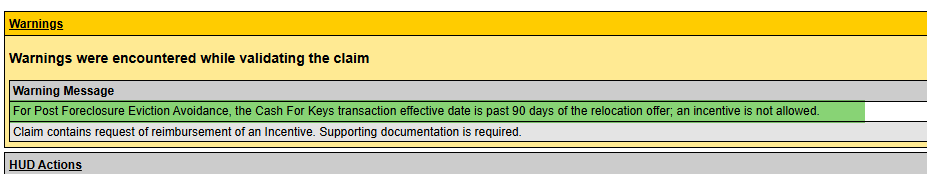 Warnings
Warnings were encountered while validating the claim
Warning Message
For Post Foreclosure Eviction Avoidance, the Cash For Keys transaction effective date is past 90 days of the relocation offer; an incentive is not allowed.
Claim contains request of reimbursement of an Incentive. Supporting documentation is required.
HUD Actions